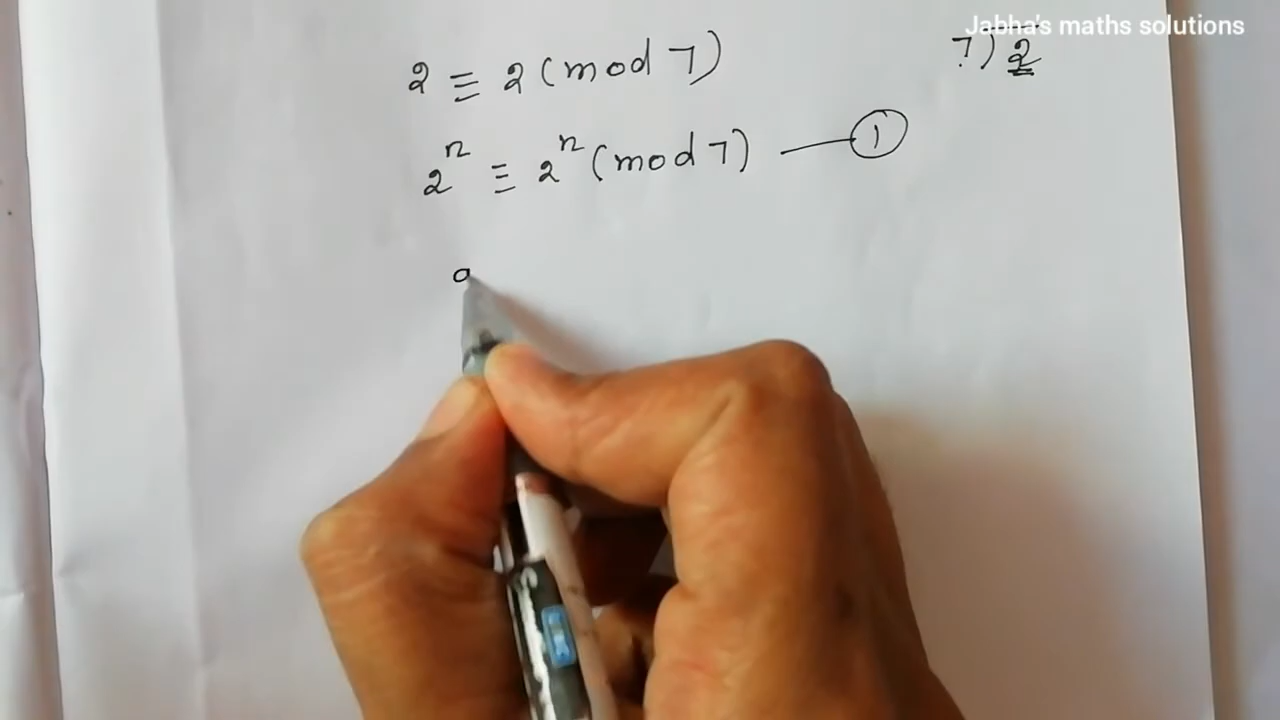 Jabha's maths solutions
2 ≡ 2 (mod 7)
7) 2
2ⁿ ≡ 2ⁿ (mod 7) — ①